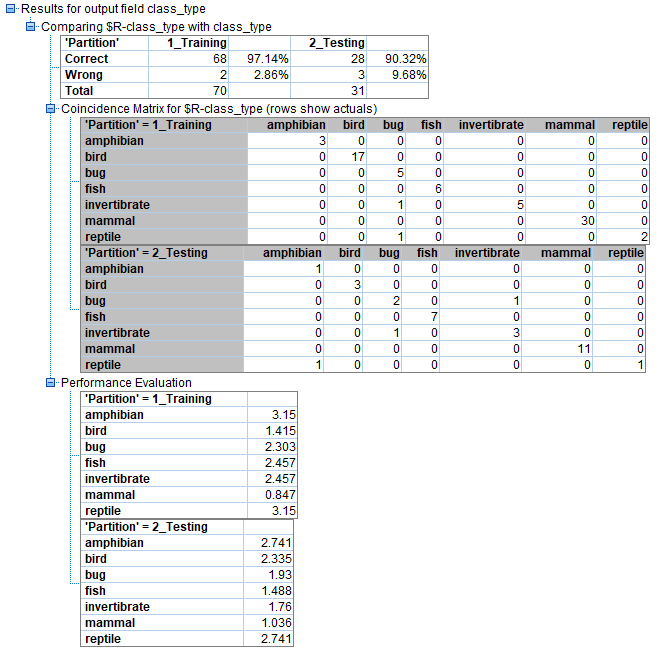 Results for output field class_type
Comparing $R-class_type with class_type
'Partition' 1_Training 2_Testing
Correct 68 97.14% 28 90.32%
Wrong 2 2.86% 3 9.68%
Total 70 31
Coincidence Matrix for $R-class_type (rows show actuals)
'Partition' = 1_Training amphibian bird bug fish invertibrate mammal reptile
amphibian 3 0 0 0 0 0 0
bird 0 17 0 0 0 0 0
bug 0 0 5 0 0 0 0
fish 0 0 0 6 0 0 0
invertibrate 0 0 1 0 5 0 0
mammal 0 0 0 0 0 30 0
reptile 0 0 1 0 0 0 2
'Partition' = 2_Testing amphibian bird bug fish invertibrate mammal reptile
amphibian 1 0 0 0 0 0 0
bird 0 3 0 0 0 0 0
bug 0 0 2 0 1 0 0
fish 0 0 0 7 0 0 0
invertibrate 0 0 1 0 3 0 0
mammal 0 0 0 0 0 11 0
reptile 1 0 0 0 0 0 1
Performance Evaluation
'Partition' = 1_Training
amphibian 3.15
bird 1.415
bug 2.303
fish 2.457
invertibrate 2.457
mammal 0.847
reptile 3.15
'Partition' = 2_Testing
amphibian 2.741
bird 2.335
bug 1.93
fish 1.488
invertibrate 1.76
mammal 1.036
reptile 2.741